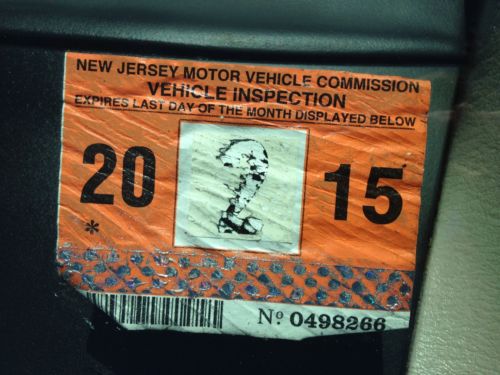 NEW JERSEY MOTOR VEHICLE COMMISSION
VEHICLE INSPECTION
EXPIRES LAST DAY OF THE MONTH DISPLAYED BELOW
20 2 15
*
Nº 0498266